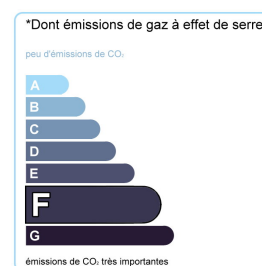 *Dont émissions de gaz à effet de serre
peu d'émissions de CO₂
A
B
C
D
E
F
G
émissions de CO₂ très importantes